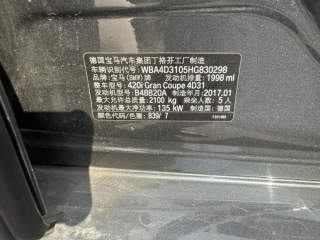 德国宝马汽车集团丁格芬工厂制造
车辆识别代号: WBA4D3105HG830298
品牌: 宝马(BMW)牌 发动机排量: 1998 ml
整车型号: 420i Gran Coupe 4D31
发动机型号: B48B20A 制造年月: 2017.01
最大允许总质量: 2100 kg 乘坐人数: 5 人
发动机最大净功率: 135 kW 制造国: 德国
颜色代码/色圈: B39/ 7